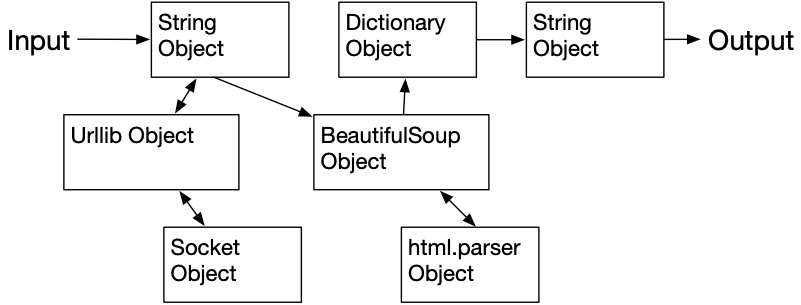 Input
String
Object
Dictionary
Object
String
Object
Output
Urllib Object
BeautifulSoup
Object
Socket
Object
html.parser
Object